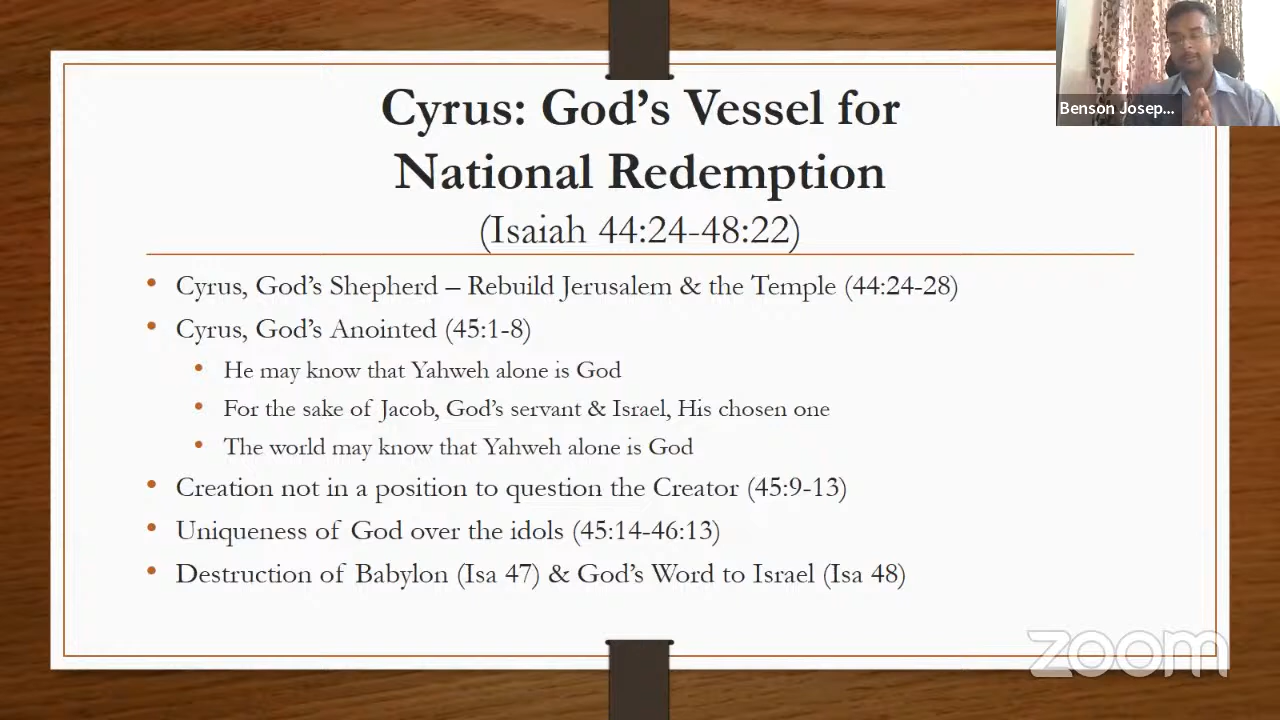 Cyrus: God's Vessel for
National Redemption
(Isaiah 44:24-48:22)
• Cyrus, God's Shepherd – Rebuild Jerusalem & the Temple (44:24-28)
• Cyrus, God's Anointed (45:1-8)
• He may know that Yahweh alone is God
• For the sake of Jacob, God's servant & Israel, His chosen one
• The world may know that Yahweh alone is God
• Creation not in a position to question the Creator (45:9-13)
• Uniqueness of God over the idols (45:14-46:13)
• Destruction of Babylon (Isa 47) & God's Word to Israel (Isa 48)
Benson Josep...
zoom